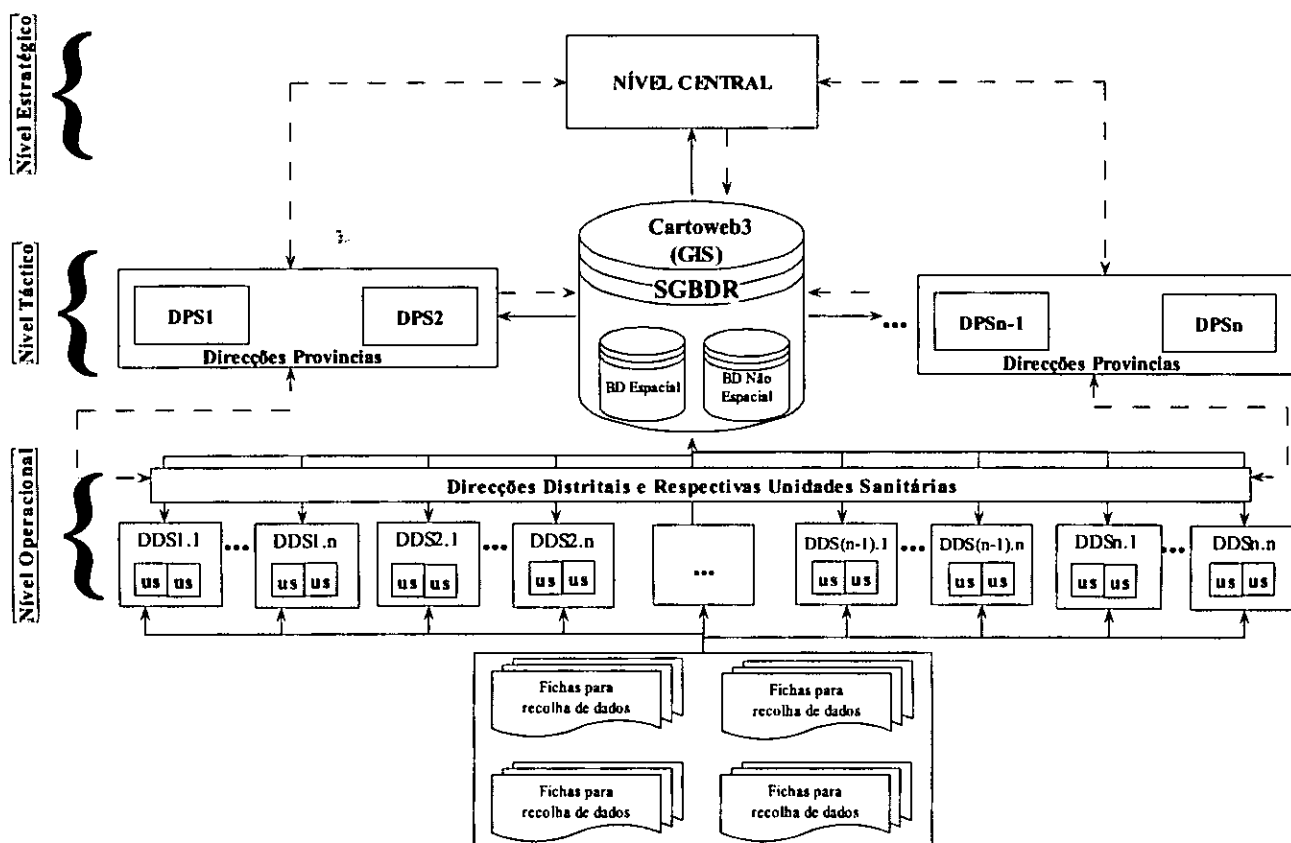 [Nível Estratégico]
NÍVEL CENTRAL
[Nível Táctico]
Cartoweb3
(GIS)
SGBDR
BD Espacial
BD Não
Espacial
DPS1
DPS2
Direcções Provincias
...
DPSn-1
DPSn
Direcções Provincias
[Nível Operacional]
Direcções Distritais e Respectivas Unidades Sanitárias
DDS1.1
us us
...
DDS1.n
us us
DDS2.1
us us
...
DDS2.n
us us
...
DDS(n-1).1
us us
...
DDS(n-1).n
us us
DDSn.1
us us
...
DDSn.n
us us
Fichas para
recolha de dados
Fichas para
recolha de dados
Fichas para
recolha de dados
Fichas para
recolha de dados